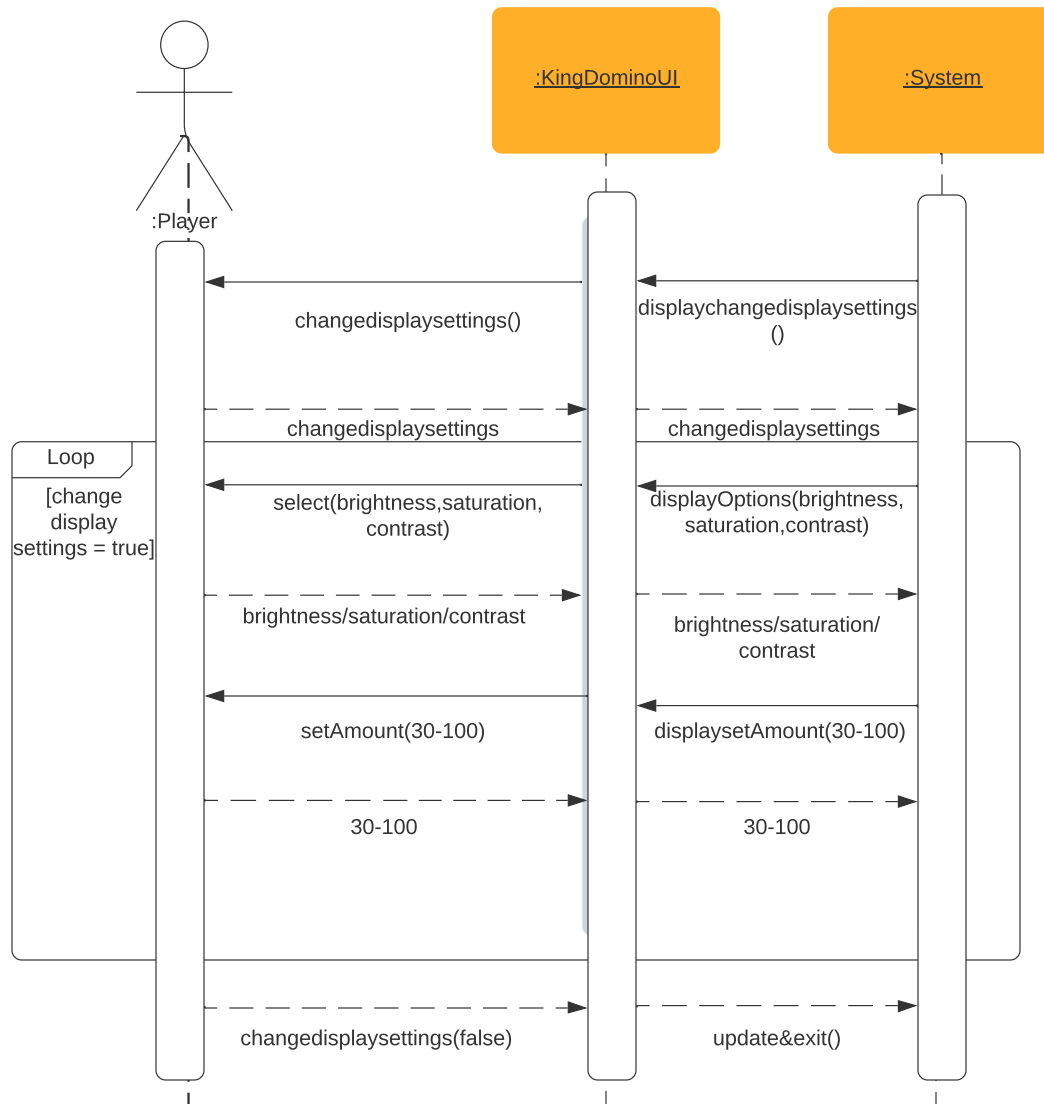 :KingDominoUI
:System
:Player
changedisplaysettings()
displaychangedisplaysettings
()
changedisplaysettings
changedisplaysettings
Loop
[change
display
settings = true]
select(brightness,saturation,
contrast)
displayOptions(brightness,
saturation,contrast)
brightness/saturation/contrast
brightness/saturation/
contrast
setAmount(30-100)
displaysetAmount(30-100)
30-100
30-100
changedisplaysettings(false)
update&exit()